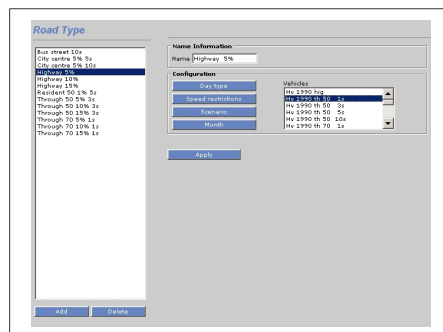 Road Type
Bus street 10s
City centre 5% 5s
City centre 5% 10s
Highway 5%
Highway 10%
Highway 15%
Resident 50 1% 5s
Through 50 5% 3s
Through 50 10% 3s
Through 50 15% 3s
Through 70 5% 1s
Through 70 10% 1s
Through 70 15% 1s
Add
Delete
Name Information
Name Highway 5%
Configuration
Day type
Speed restrictions
Scenario
Month
Vehicles
Hv 1990 hig
Hv 1990 th 50 1s
Hv 1990 th 50 3s
Hv 1990 th 50 5s
Hv 1990 th 50 10s
Hv 1990 th 70 1s
Apply